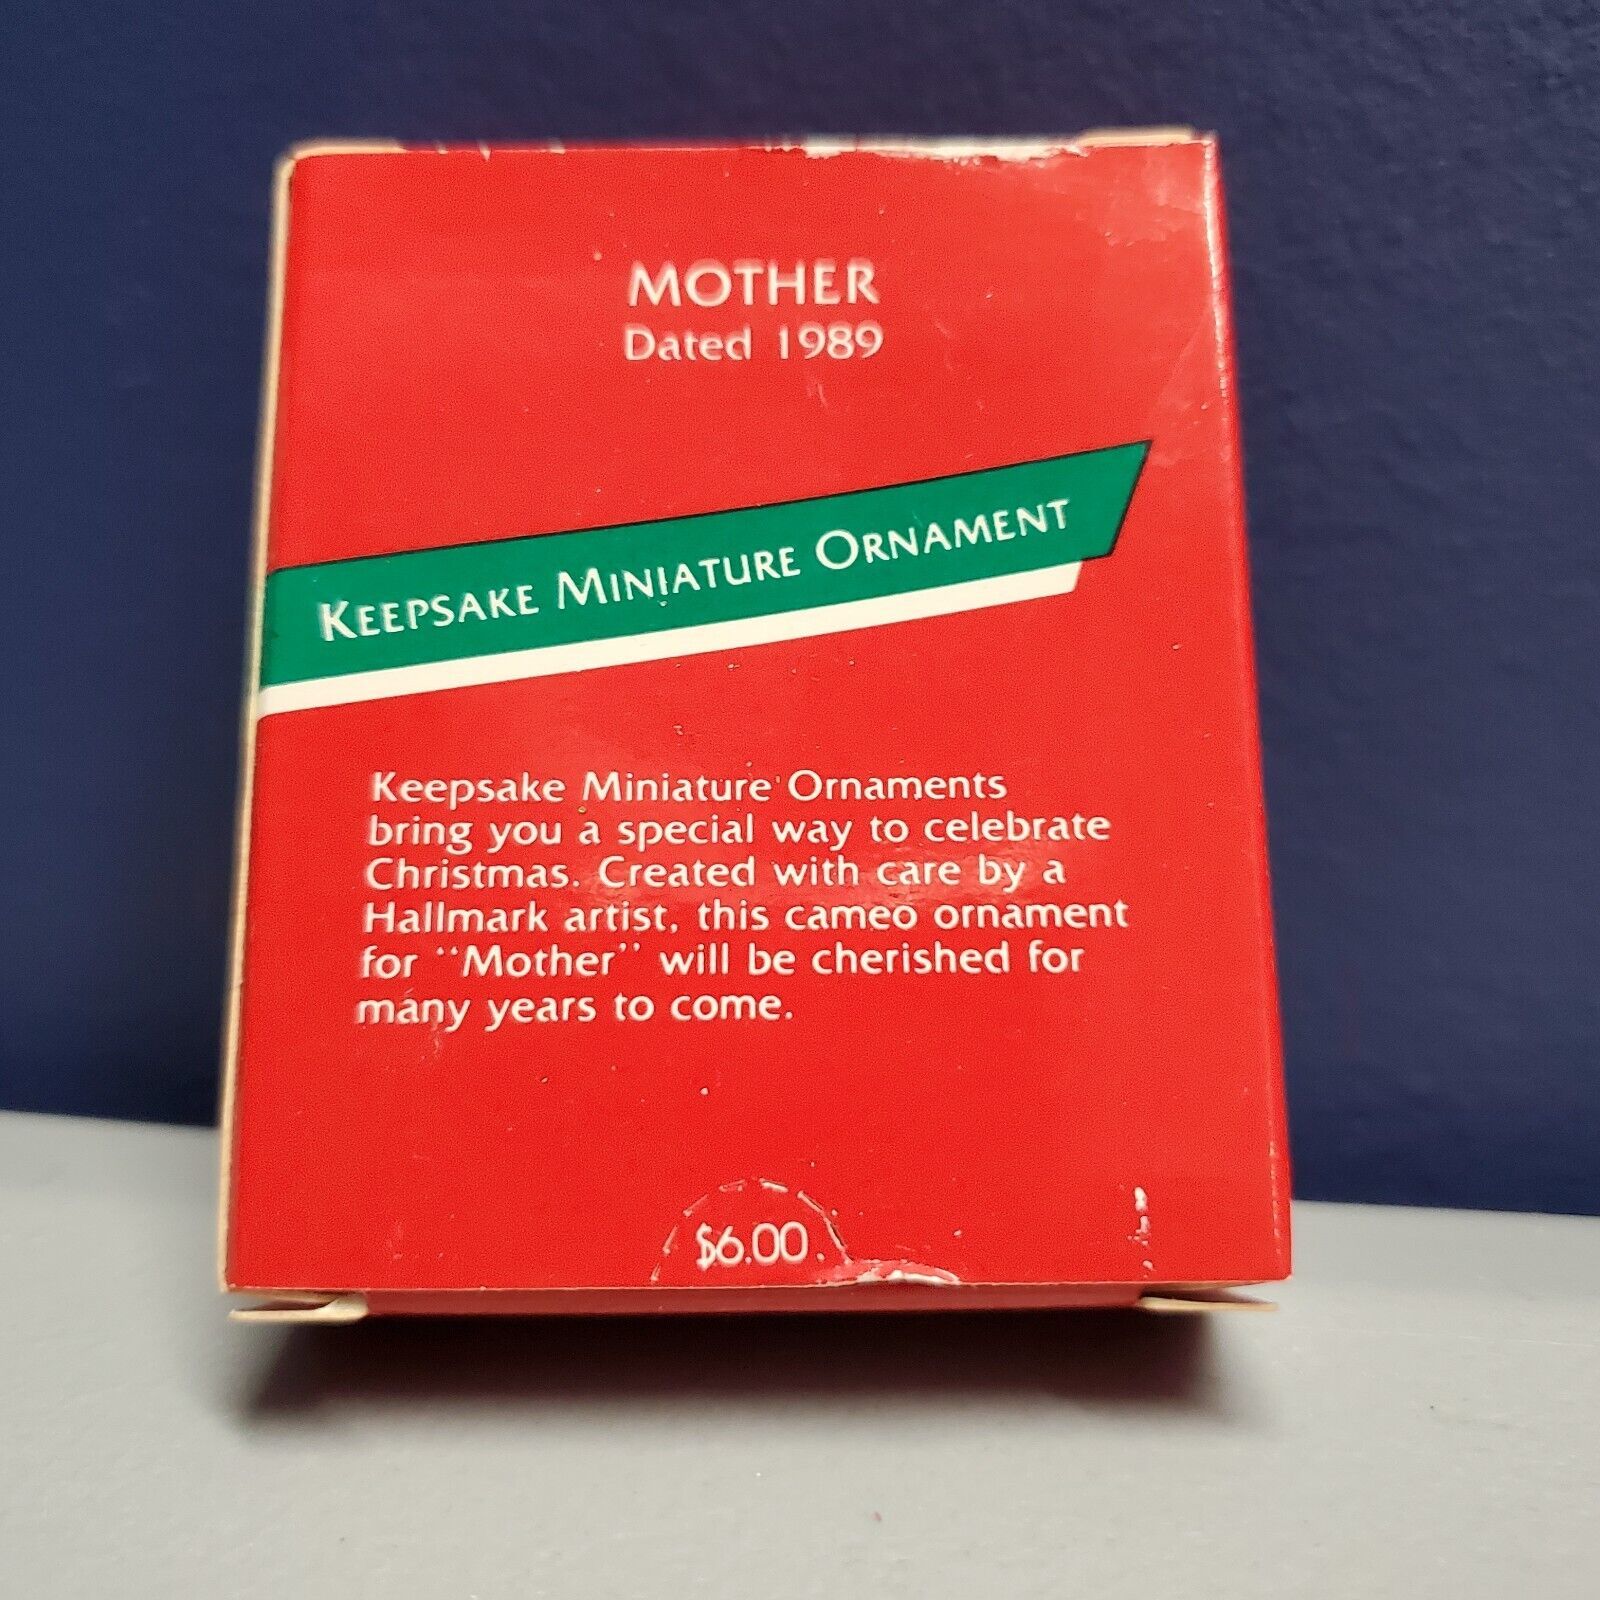 MOTHER
Dated 1989
KEEPSAKE MINIATURE ORNAMENT
Keepsake Miniature Ornaments
bring you a special way to celebrate
Christmas. Created with care by a
Hallmark artist, this cameo ornament
for "Mother" will be cherished for
many years to come.
$6.00